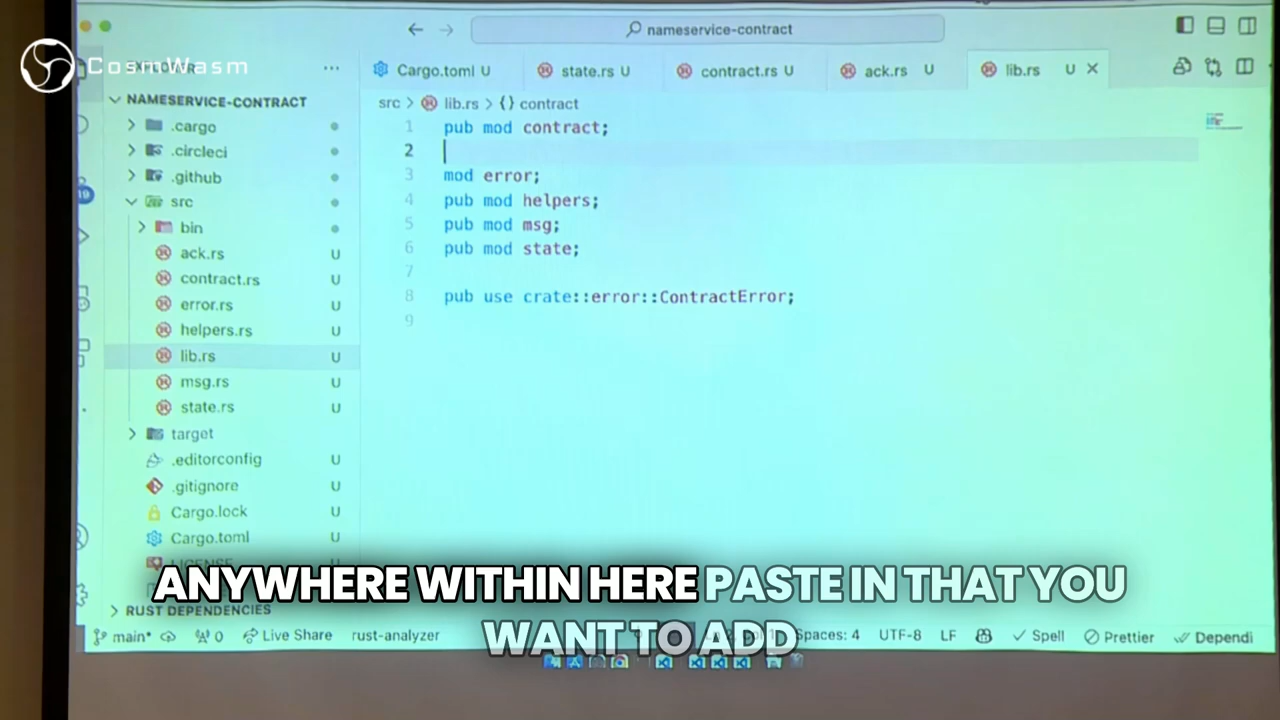 CosmWasm
nameservice-contract
Cargo.toml U
state.rs U
contract.rs U
ack.rs U
lib.rs U
NAMESERVICE-CONTRACT
src > lib.rs > {} contract
.cargo
.circleci
.github
src
bin
ack.rs U
contract.rs U
error.rs U
helpers.rs U
lib.rs U
msg.rs U
state.rs U
target
.editorconfig U
.gitignore U
Cargo.lock U
Cargo.toml U
LICENSE
RUST DEPENDENCIES
1 pub mod contract;
2
3 mod error;
4 pub mod helpers;
5 pub mod msg;
6 pub mod state;
7
8 pub use crate::error::ContractError;
9
ANYWHERE WITHIN HERE PASTE IN THAT YOU
WANT TO ADD
main* 0 Live Share rust-analyzer Spaces: 4 UTF-8 LF Spell Prettier Dependi